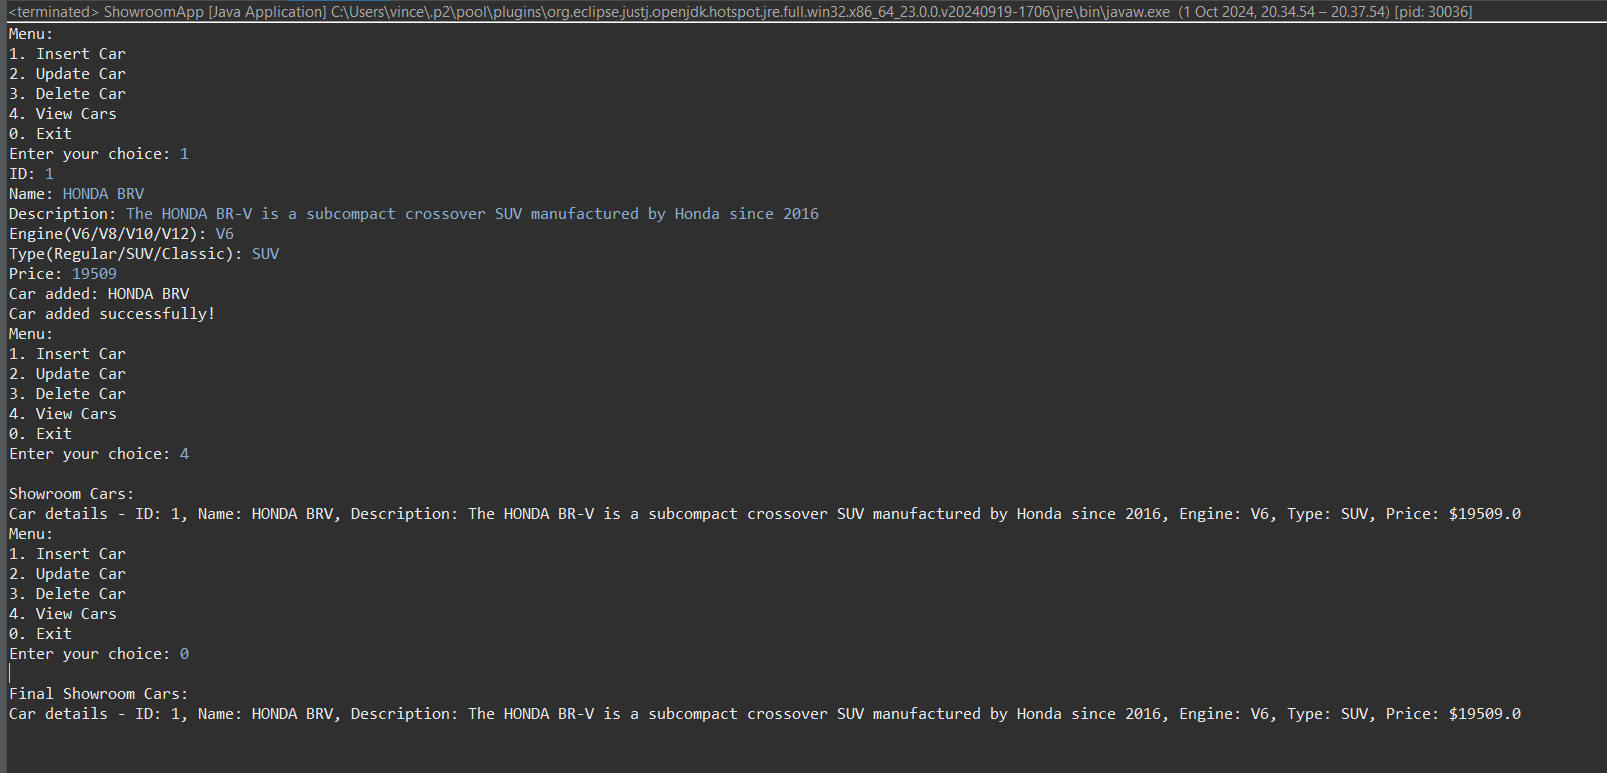 <terminated> ShowroomApp [Java Application] C:\Users\vince\.p2\pool\plugins\org.eclipse.justj.openjdk.hotspot.jre.full.win32.x86_64_23.0.0.v20240919-1706\jre\bin\javaw.exe (1 Oct 2024, 20.34.54 – 20.37.54) [pid: 30036]
Menu:
1. Insert Car
2. Update Car
3. Delete Car
4. View Cars
0. Exit
Enter your choice: 1
ID: 1
Name: HONDA BRV
Description: The HONDA BR-V is a subcompact crossover SUV manufactured by Honda since 2016
Engine(V6/V8/V10/V12): V6
Type(Regular/SUV/Classic): SUV
Price: 19509
Car added: HONDA BRV
Car added successfully!
Menu:
1. Insert Car
2. Update Car
3. Delete Car
4. View Cars
0. Exit
Enter your choice: 4
Showroom Cars:
Car details - ID: 1, Name: HONDA BRV, Description: The HONDA BR-V is a subcompact crossover SUV manufactured by Honda since 2016, Engine: V6, Type: SUV, Price: $19509.0
Menu:
1. Insert Car
2. Update Car
3. Delete Car
4. View Cars
0. Exit
Enter your choice: 0
Final Showroom Cars:
Car details - ID: 1, Name: HONDA BRV, Description: The HONDA BR-V is a subcompact crossover SUV manufactured by Honda since 2016, Engine: V6, Type: SUV, Price: $19509.0